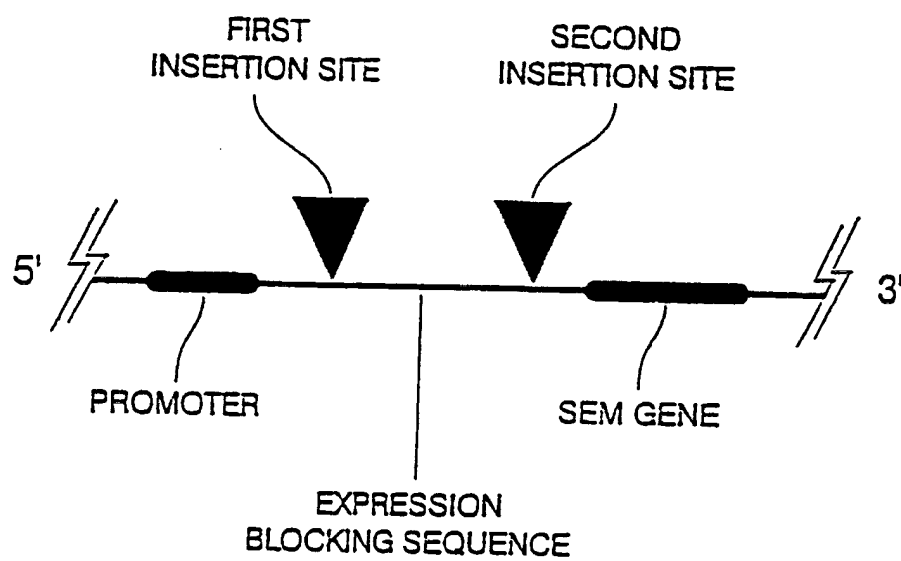 FIRST
INSERTION SITE
SECOND
INSERTION SITE
5'
3'
PROMOTER
SEM GENE
EXPRESSION
BLOCKING SEQUENCE